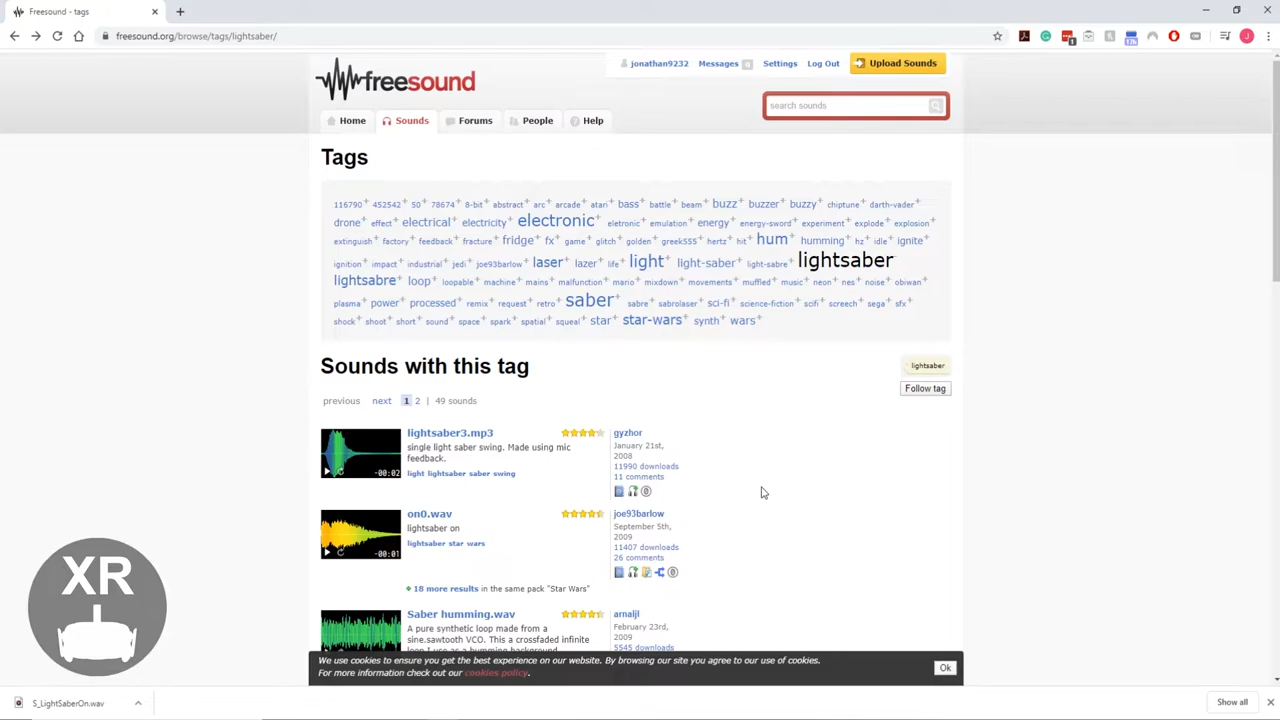 Freesound - tags
freesound.org/browse/tags/lightsaber/
jonathan9232 Messages Settings Log Out Upload Sounds
freesound
search sounds
Home Sounds Forums People Help
Tags
116790 452542 50 78674 8-bit abstract arc arcade atari bass battle beam buzz buzzer buzzy chiptune darth-vader
drone effect electrical electricity electronic eletronic emulation energy energy-sword experiment explode explosion
extinguish factory feedback fracture fridge fx game glitch golden greek555 hertz hit hum humming hz idle ignite
ignition impact industrial jedi joe93barlow laser lazer life light light-saber light-sabre lightsaber
lightsabre loop loopable machine mains malfunction mario mixdown movements muffled music neon nes noise obiwan
plasma power processed remix request retro saber sabre sabrolaser sci-fi science-fiction scifi screech sega sfx
shock shoot short sound space spark spatial squeal star star-wars synth wars
Sounds with this tag
lightsaber
Follow tag
previous next 1 2 | 49 sounds
lightsaber3.mp3
single light saber swing. Made using mic
feedback.
light lightsaber saber swing
-00:02
gyzhor
January 21st,
2008
11990 downloads
11 comments
on0.wav
lightsaber on
lightsaber star wars
-00:01
joe93barlow
September 5th,
2009
11407 downloads
26 comments
18 more results in the same pack "Star Wars"
Saber humming.wav
A pure synthetic loop made from a
sine.sawtooth VCO. This a crossfaded infinite
arnaljl
February 23rd,
2009
5545 downloads
We use cookies to ensure you get the best experience on our website. By browsing our site you agree to our use of cookies.
For more information check out our cookies policy.
Ok
XR
S_LightSaberOn.wav
Show all